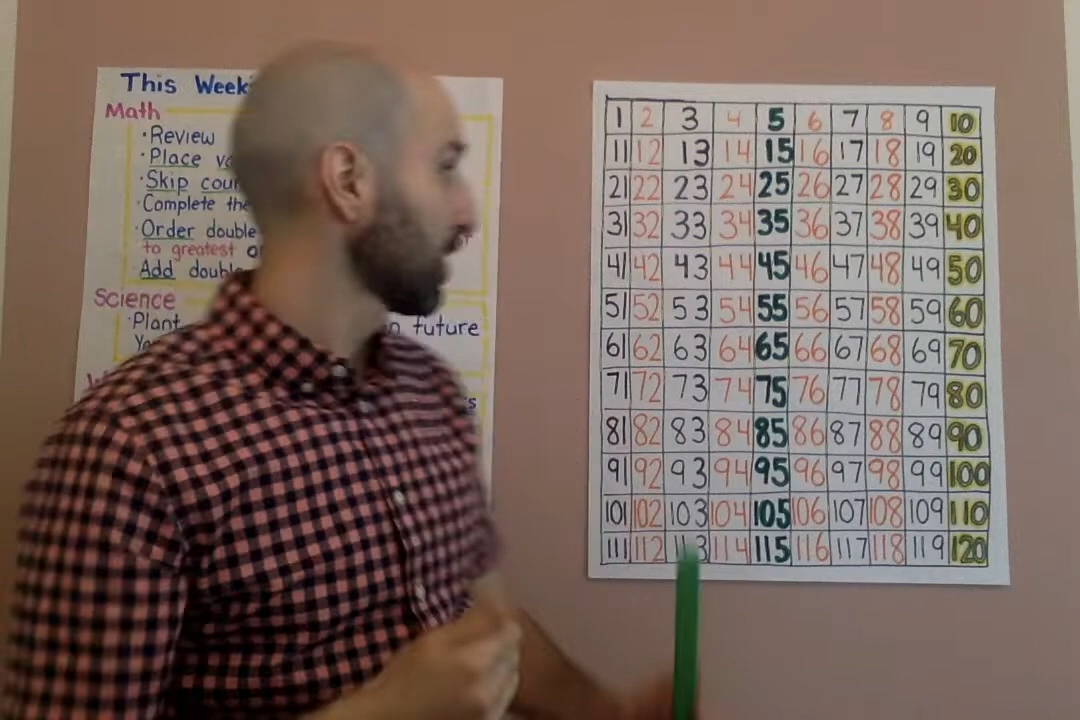 This Week
Math
·Review
·Place
·Skip
·Complete the
·Order double
to greatest
·Add double
Science
·Plant
future
1 2 3 4 5 6 7 8 9 10
11 12 13 14 15 16 17 18 19 20
21 22 23 24 25 26 27 28 29 30
31 32 33 34 35 36 37 38 39 40
41 42 43 44 45 46 47 48 49 50
51 52 53 54 55 56 57 58 59 60
61 62 63 64 65 66 67 68 69 70
71 72 73 74 75 76 77 78 79 80
81 82 83 84 85 86 87 88 89 90
91 92 93 94 95 96 97 98 99 100
101 102 103 104 105 106 107 108 109 110
111 112 113 114 115 116 117 118 119 120